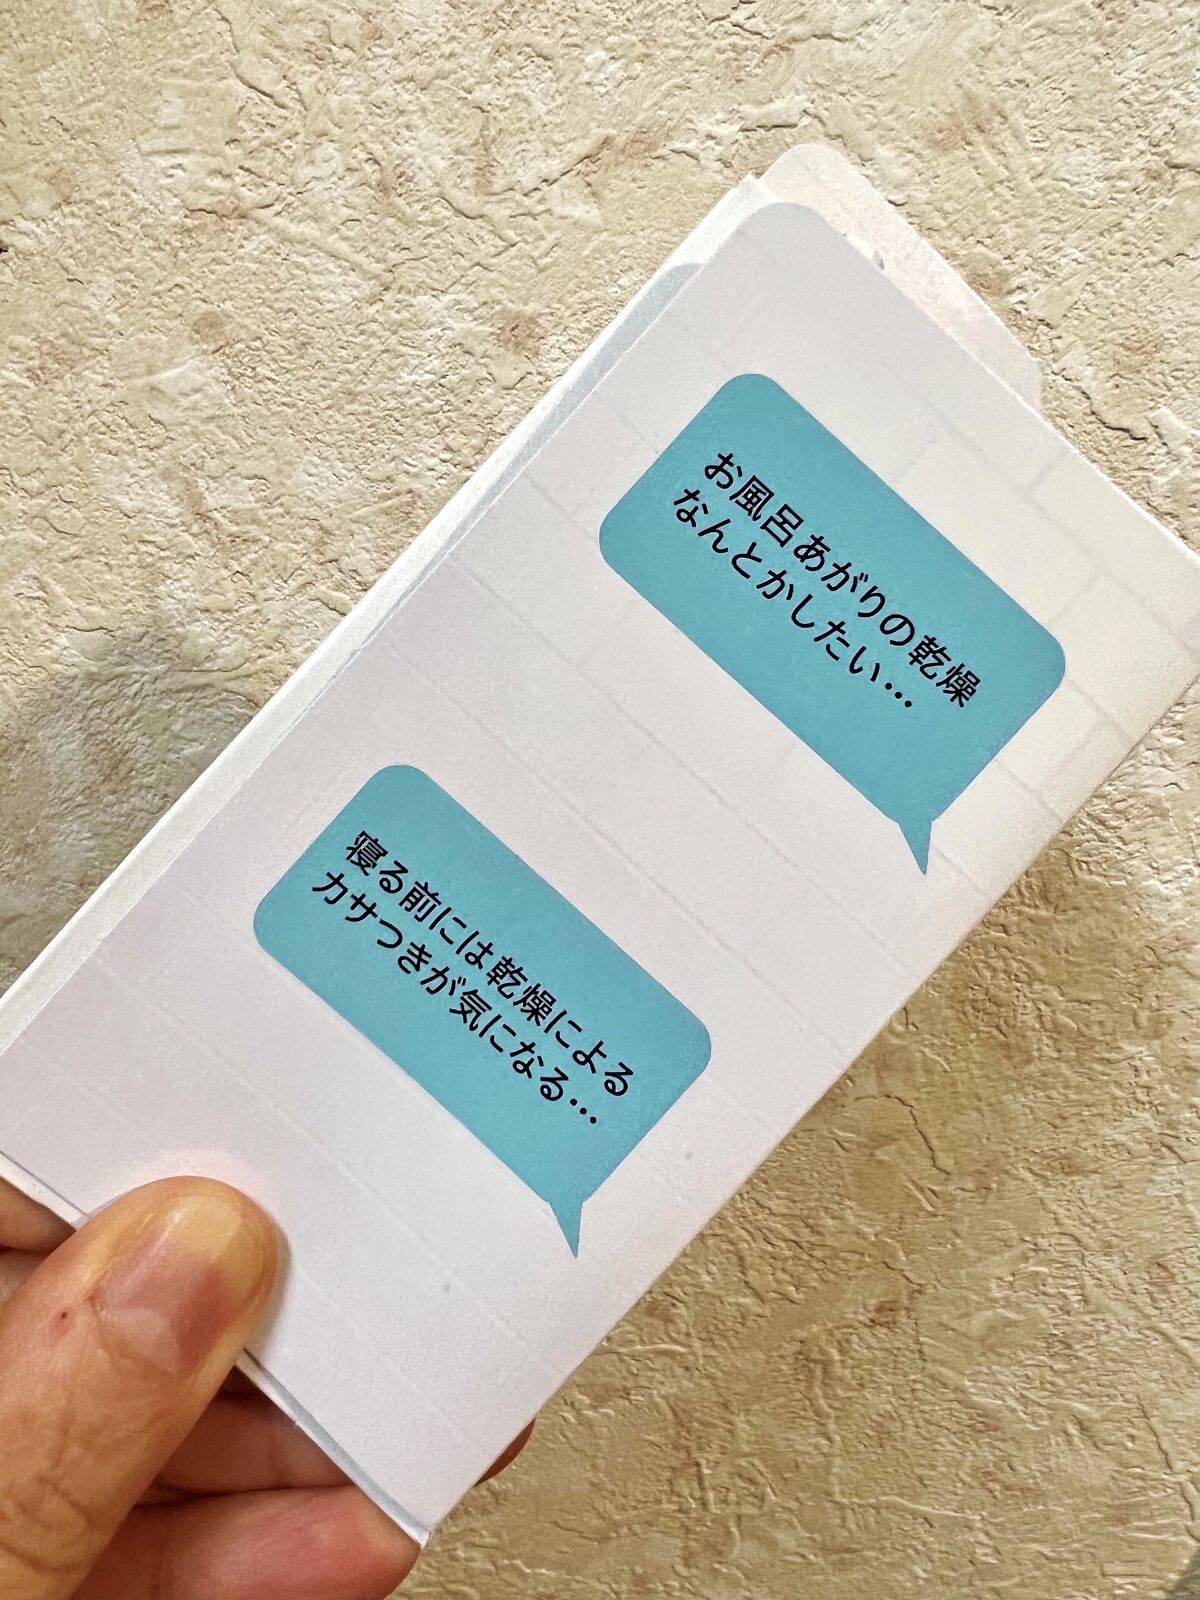 お風呂あがりの乾燥
なんとかしたい…
寝る前には乾燥による
カサつきが気になる…